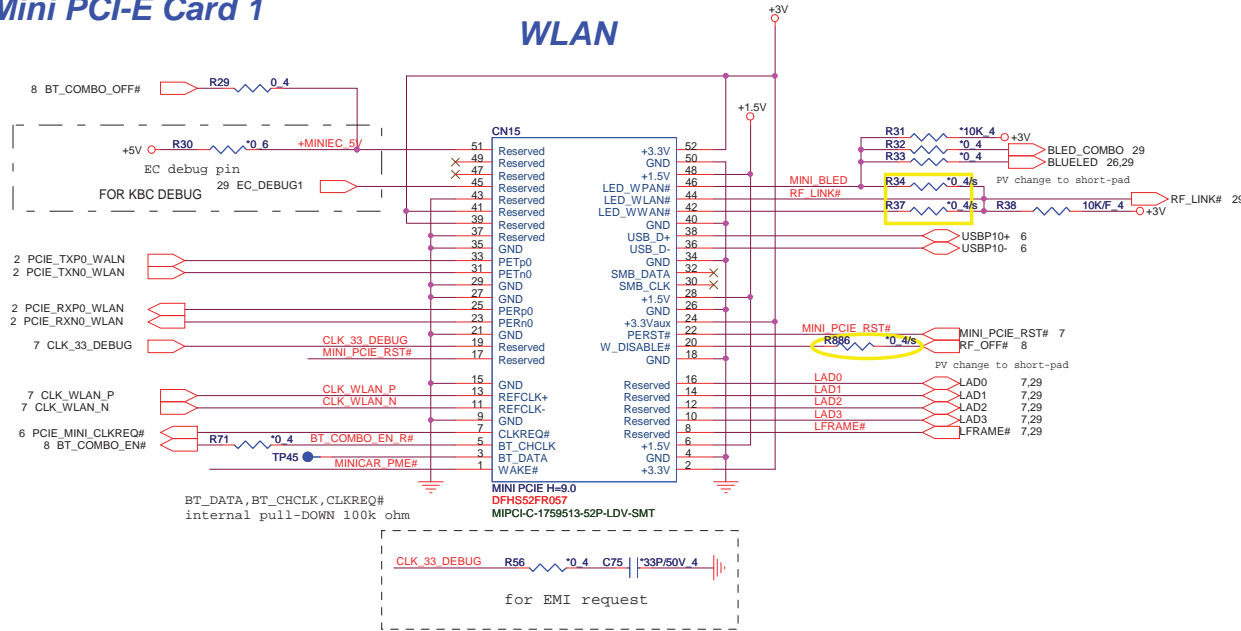 Mini PCI-E Card 1
WLAN
+3V
8 BT_COMBO_OFF#
R29 0_4
+1.5V
+5V R30 *0_6 +MINIEC_5V
EC debug pin
FOR KBC DEBUG
29 EC_DEBUG1
CN15
51 Reserved +3.3V 52
49 Reserved GND 50
47 Reserved +1.5V 48
45 Reserved LED_WPAN# 46
43 Reserved LED_WLAN# 44
41 Reserved LED_WWAN# 42
39 Reserved GND 40
37 Reserved USB_D+ 38
35 GND USB_D- 36
33 PETp0 GND 34
31 PETn0 SMB_DATA 32
29 GND SMB_CLK 30
27 GND +1.5V 28
25 PERp0 GND 26
23 PERn0 +3.3Vaux 24
21 GND PERST# 22
19 Reserved W_DISABLE# 20
17 Reserved GND 18
15 GND Reserved 16
13 REFCLK+ Reserved 14
11 REFCLK- Reserved 12
9 GND Reserved 10
7 CLKREQ# Reserved 8
5 BT_CHCLK +1.5V 6
3 BT_DATA GND 4
1 WAKE# +3.3V 2
MINI PCIE H=9.0
DFHS52FR057
MIPCI-C-1759513-52P-LDV-SMT
R31 *10K_4 +3V
R32 *0_4 BLED_COMBO 29
R33 *0_4 BLUELED 26,29
PV change to short-pad
MINI_BLED R34 *0_4/s
RF_LINK# RF_LINK# 29
R37 *0_4/s R38 10K/F_4 +3V
USBP10+ 6
USBP10- 6
2 PCIE_TXP0_WALN
2 PCIE_TXN0_WLAN
2 PCIE_RXP0_WLAN
2 PCIE_RXN0_WLAN
7 CLK_33_DEBUG CLK_33_DEBUG
MINI_PCIE_RST#
MINI_PCIE_RST# MINI_PCIE_RST# 7
R886 *0_4/s RF_OFF# 8
PV change to short-pad
7 CLK_WLAN_P CLK_WLAN_P
7 CLK_WLAN_N CLK_WLAN_N
6 PCIE_MINI_CLKREQ#
8 BT_COMBO_EN# R71 *0_4 BT_COMBO_EN_R#
TP45
MINICAR_PME#
LAD0 LAD0 7,29
LAD1 LAD1 7,29
LAD2 LAD2 7,29
LAD3 LAD3 7,29
LFRAME# LFRAME# 7,29
BT_DATA,BT_CHCLK,CLKREQ#
internal pull-DOWN 100k ohm
CLK_33_DEBUG R56 *0_4 C75 *33P/50V_4
for EMI request